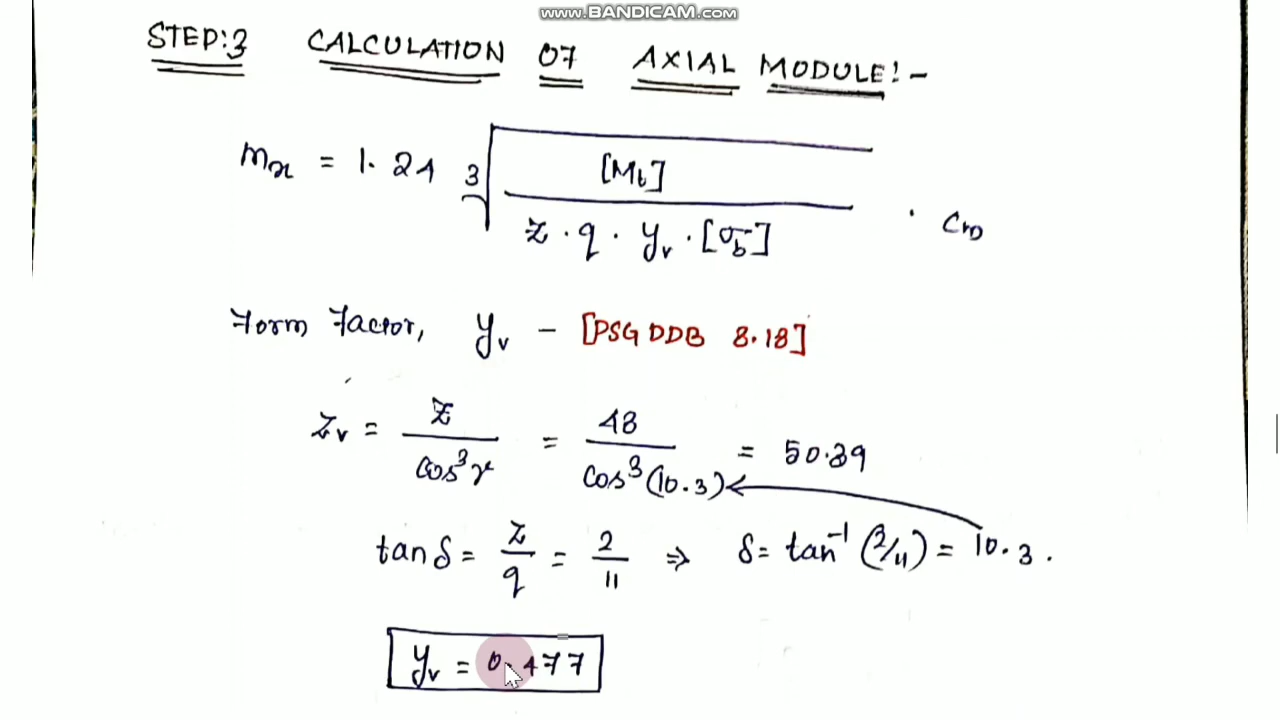 www.BANDICAM.com
STEP:3 CALCULATION OF AXIAL MODULE:-
mx = 1.24 ∛([Mb] / z · q · yv · [σb]) · cm
Form Factor, yv - [PSG DDB 8.18]
Zv = Z / cos³γ = 48 / cos³(10.3) = 50.39
tan δ = z/q = 2/11 ⇒ δ = tan⁻¹(2/11) = 10.3.
yv = 0.477